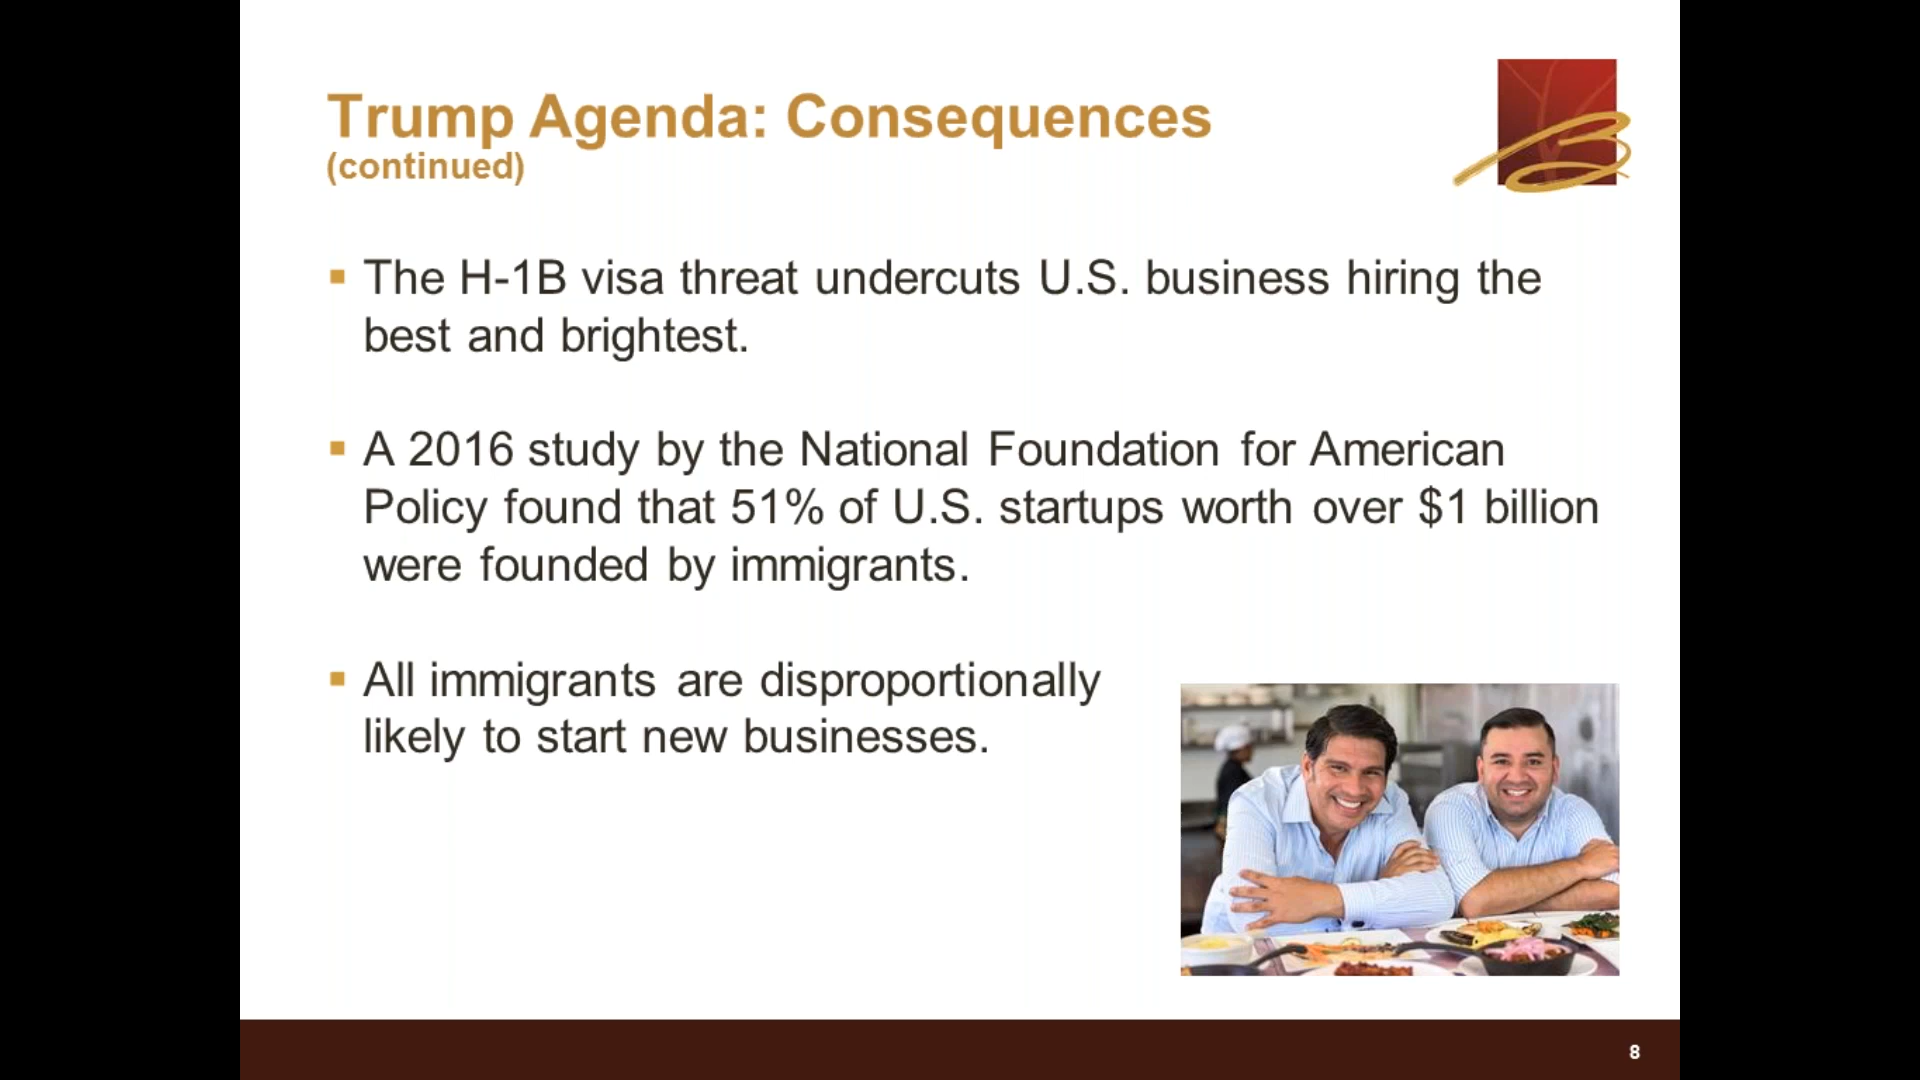 Trump Agenda: Consequences
(continued)
▪ The H-1B visa threat undercuts U.S. business hiring the
best and brightest.
▪ A 2016 study by the National Foundation for American
Policy found that 51% of U.S. startups worth over $1 billion
were founded by immigrants.
▪ All immigrants are disproportionally
likely to start new businesses.
8